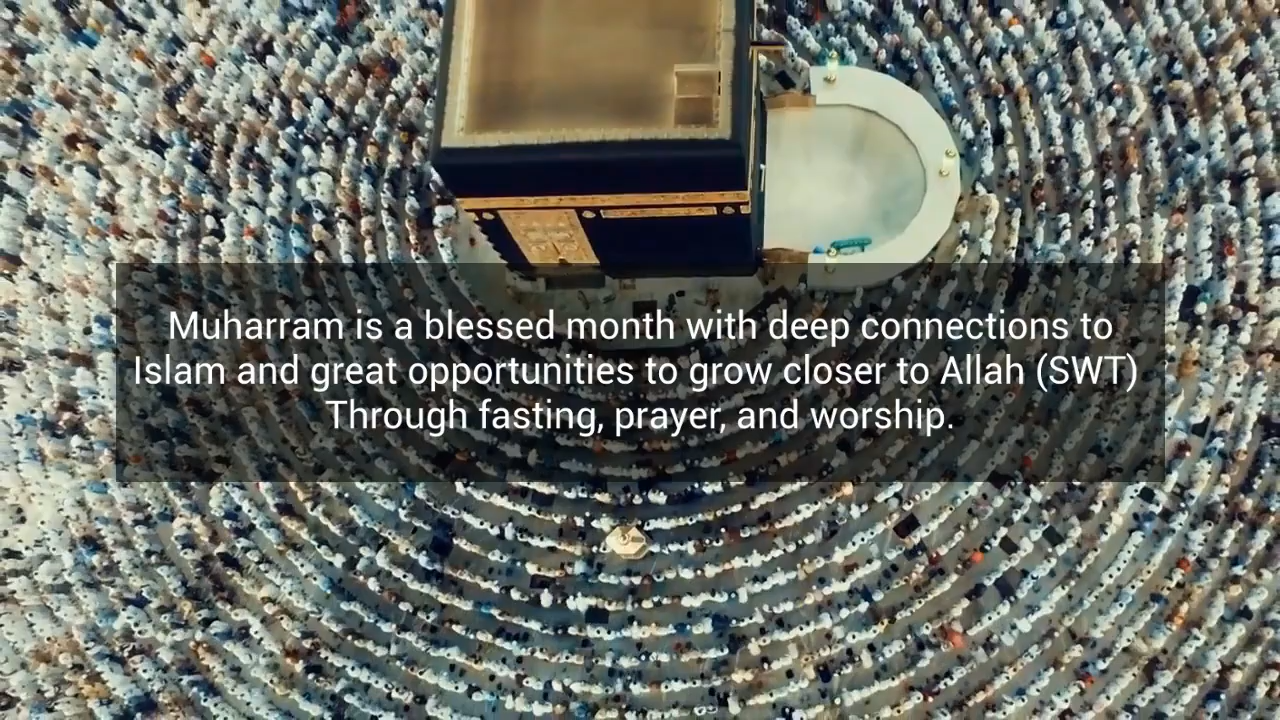 Muharram is a blessed month with deep connections to
Islam and great opportunities to grow closer to Allah (SWT)
Through fasting, prayer, and worship.